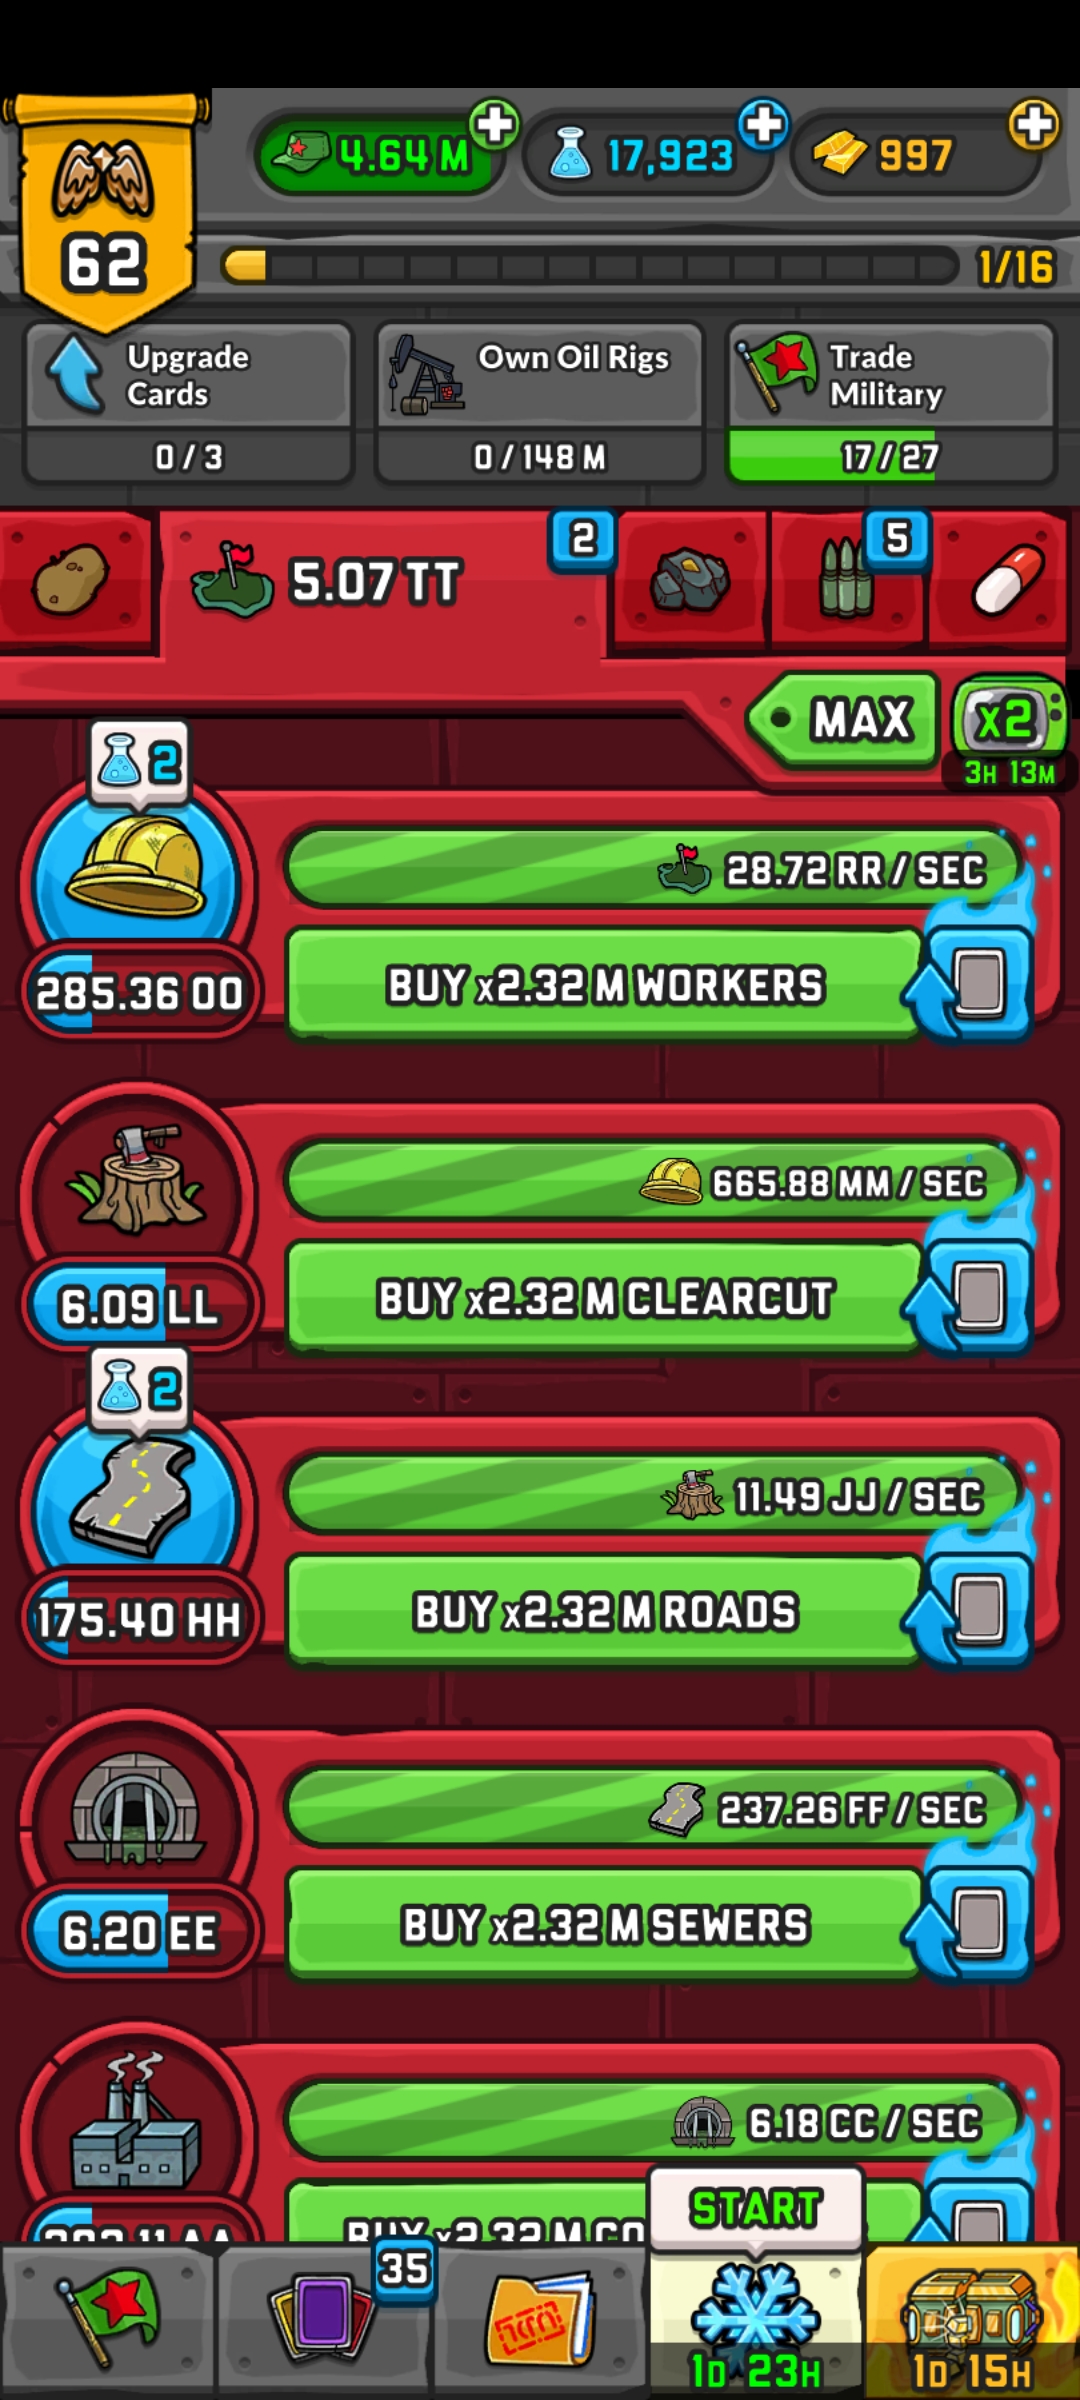 4.64 M
17,923
997
62
1/16
Upgrade
Cards
0 / 3
Own Oil Rigs
0 / 148 M
Trade
Military
17 / 27
5.07 TT
2
5
MAX
x2
3H 13M
2
28.72 RR / SEC
285.36 OO
BUY x2.32 M WORKERS
665.88 MM / SEC
6.09 LL
BUY x2.32 M CLEARCUT
2
11.49 JJ / SEC
175.40 HH
BUY x2.32 M ROADS
237.26 FF / SEC
6.20 EE
BUY x2.32 M SEWERS
6.18 CC / SEC
BUY x2.32 M
START
35
1D 23H
1D 15H